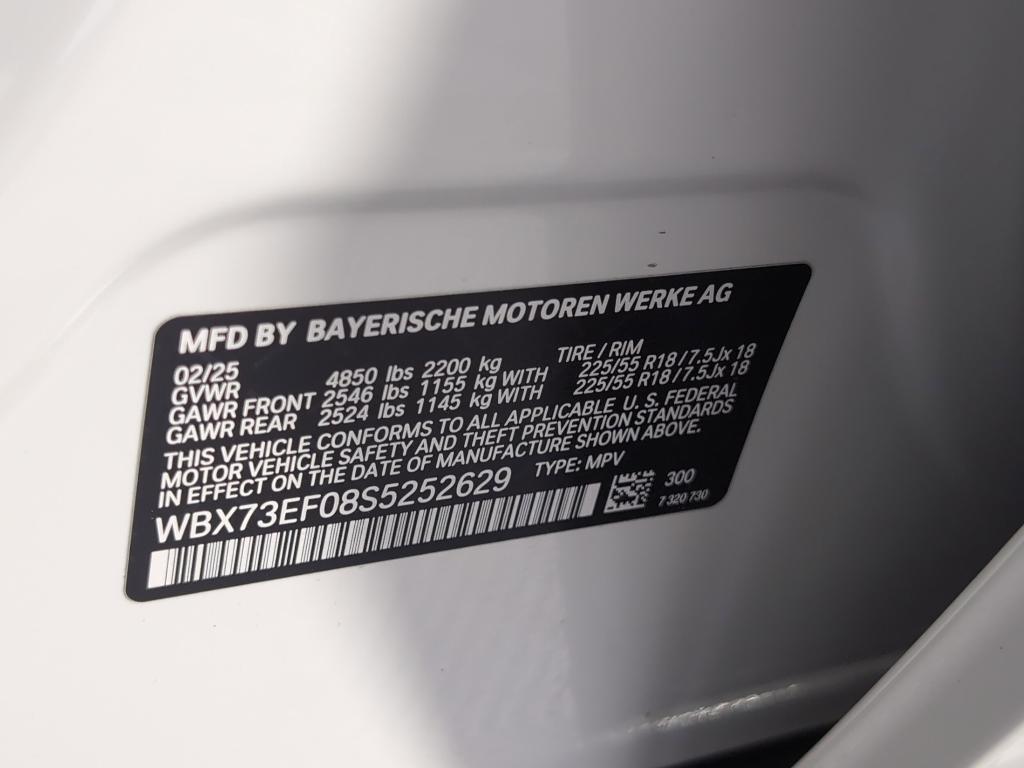 MFD BY BAYERISCHE MOTOREN WERKE AG
02/25 TIRE / RIM
GVWR 4850 lbs 2200 kg
GAWR FRONT 2546 lbs 1155 kg WITH 225/55 R18 / 7.5Jx 18
GAWR REAR 2524 lbs 1145 kg WITH 225/55 R18 / 7.5Jx 18
THIS VEHICLE CONFORMS TO ALL APPLICABLE U. S. FEDERAL
MOTOR VEHICLE SAFETY AND THEFT PREVENTION STANDARDS
IN EFFECT ON THE DATE OF MANUFACTURE SHOWN ABOVE.
WBX73EF08S5252629 TYPE: MPV
300
7 320 730